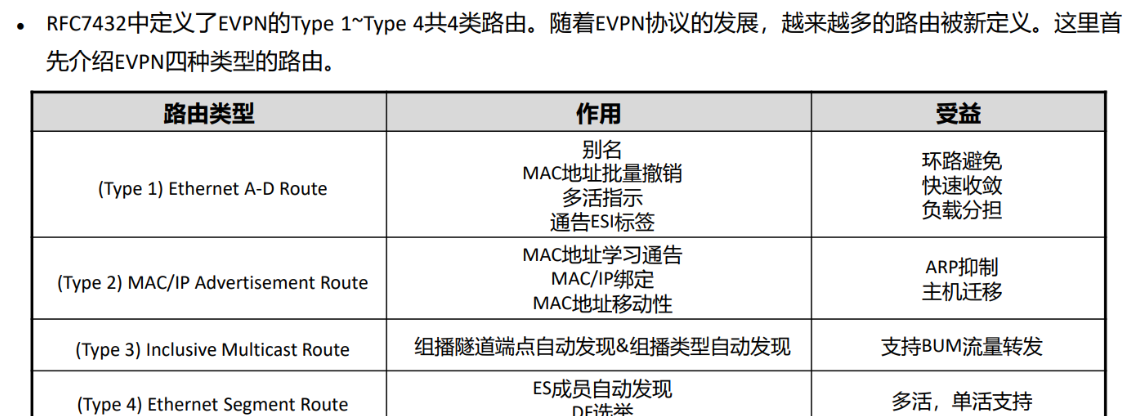 • RFC7432中定义了EVPN的Type 1~Type 4共4类路由。随着EVPN协议的发展，越来越多的路由被新定义。这里首
先介绍EVPN四种类型的路由。
路由类型 作用 受益
(Type 1) Ethernet A-D Route
别名
MAC地址批量撤销
多活指示
通告ESI标签
环路避免
快速收敛
负载分担
(Type 2) MAC/IP Advertisement Route
MAC地址学习通告
MAC/IP绑定
MAC地址移动性
ARP抑制
主机迁移
(Type 3) Inclusive Multicast Route
组播隧道端点自动发现&组播类型自动发现
支持BUM流量转发
(Type 4) Ethernet Segment Route
ES成员自动发现
DF选举
多活，单活支持